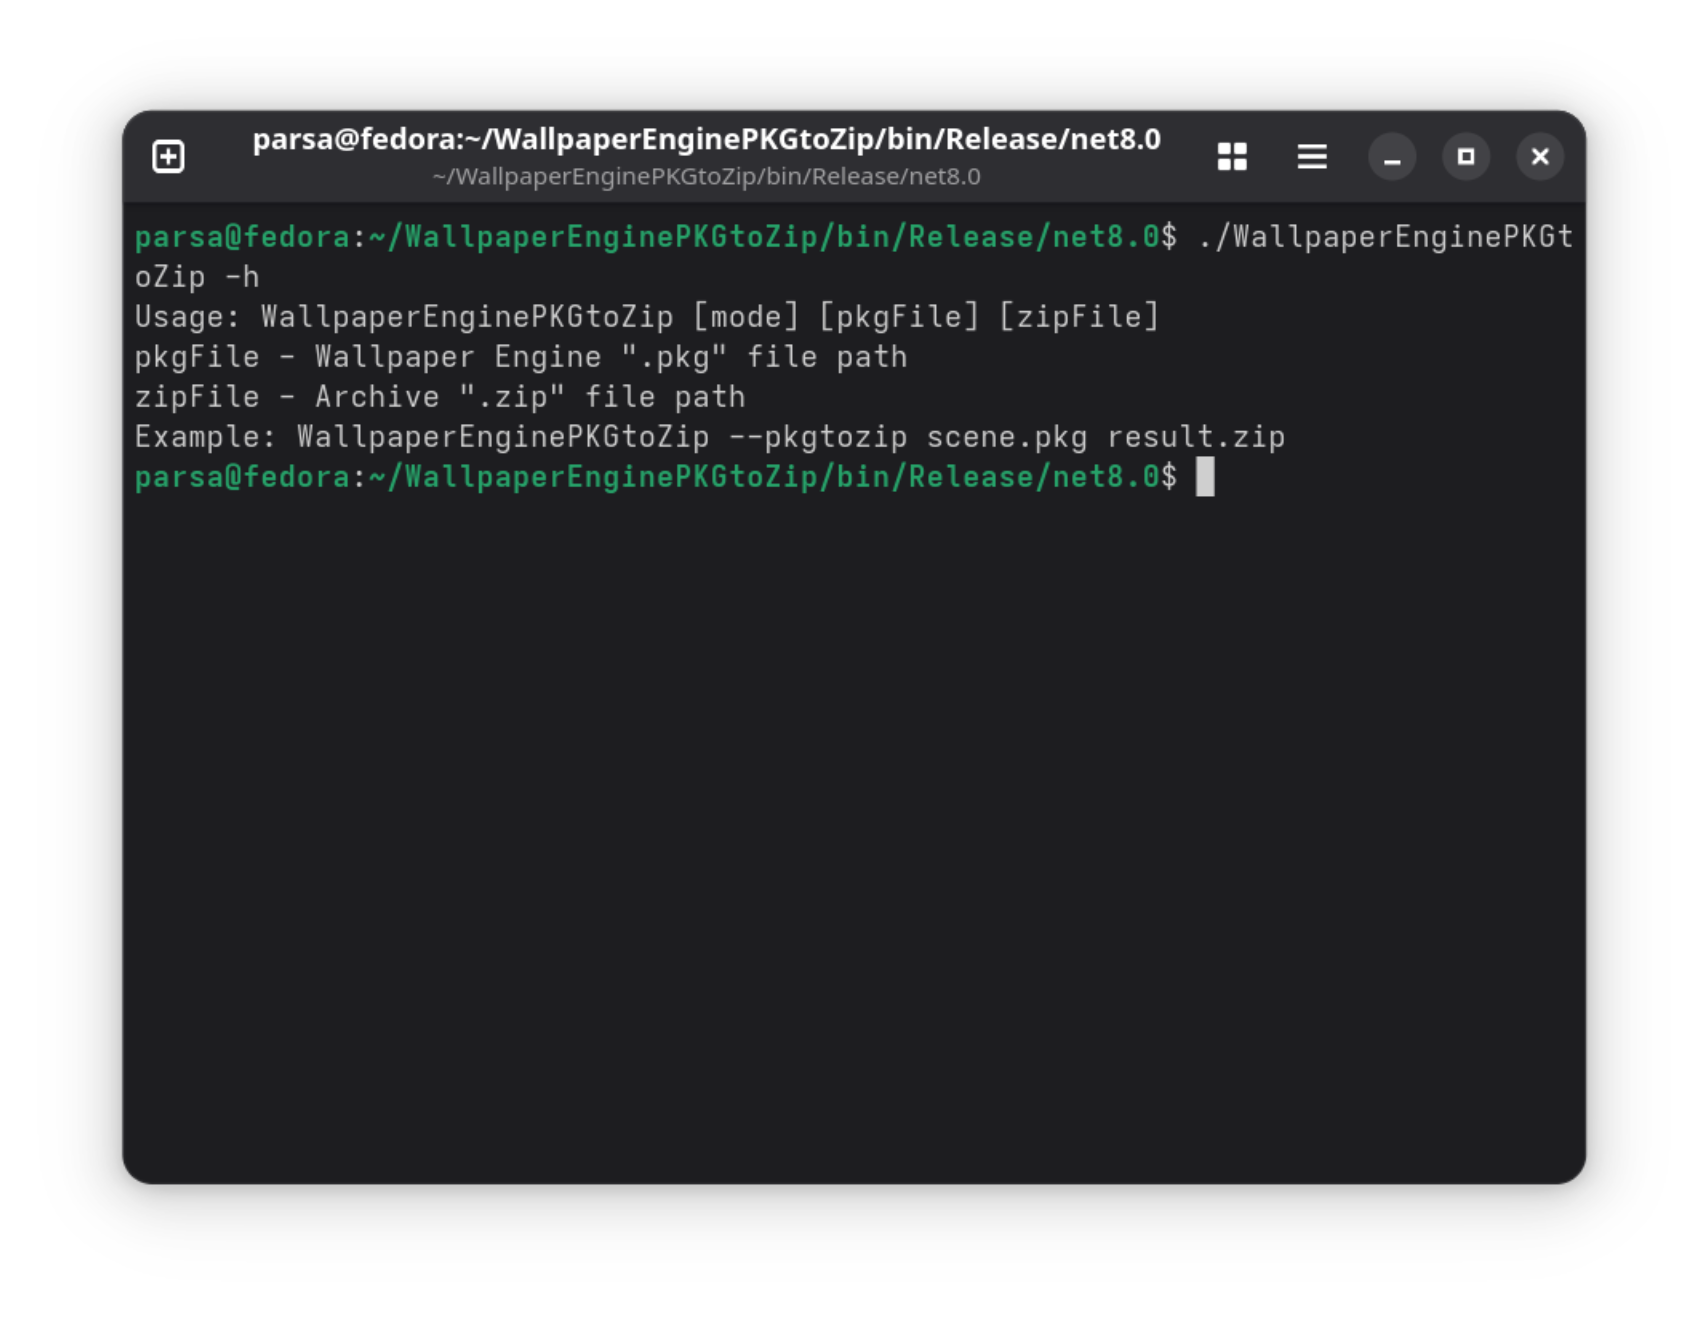 parsa@fedora:~/WallpaperEnginePKGtoZip/bin/Release/net8.0
~/WallpaperEnginePKGtoZip/bin/Release/net8.0
parsa@fedora:~/WallpaperEnginePKGtoZip/bin/Release/net8.0$ ./WallpaperEnginePKGt
oZip -h
Usage: WallpaperEnginePKGtoZip [mode] [pkgFile] [zipFile]
pkgFile - Wallpaper Engine ".pkg" file path
zipFile - Archive ".zip" file path
Example: WallpaperEnginePKGtoZip --pkgtozip scene.pkg result.zip
parsa@fedora:~/WallpaperEnginePKGtoZip/bin/Release/net8.0$